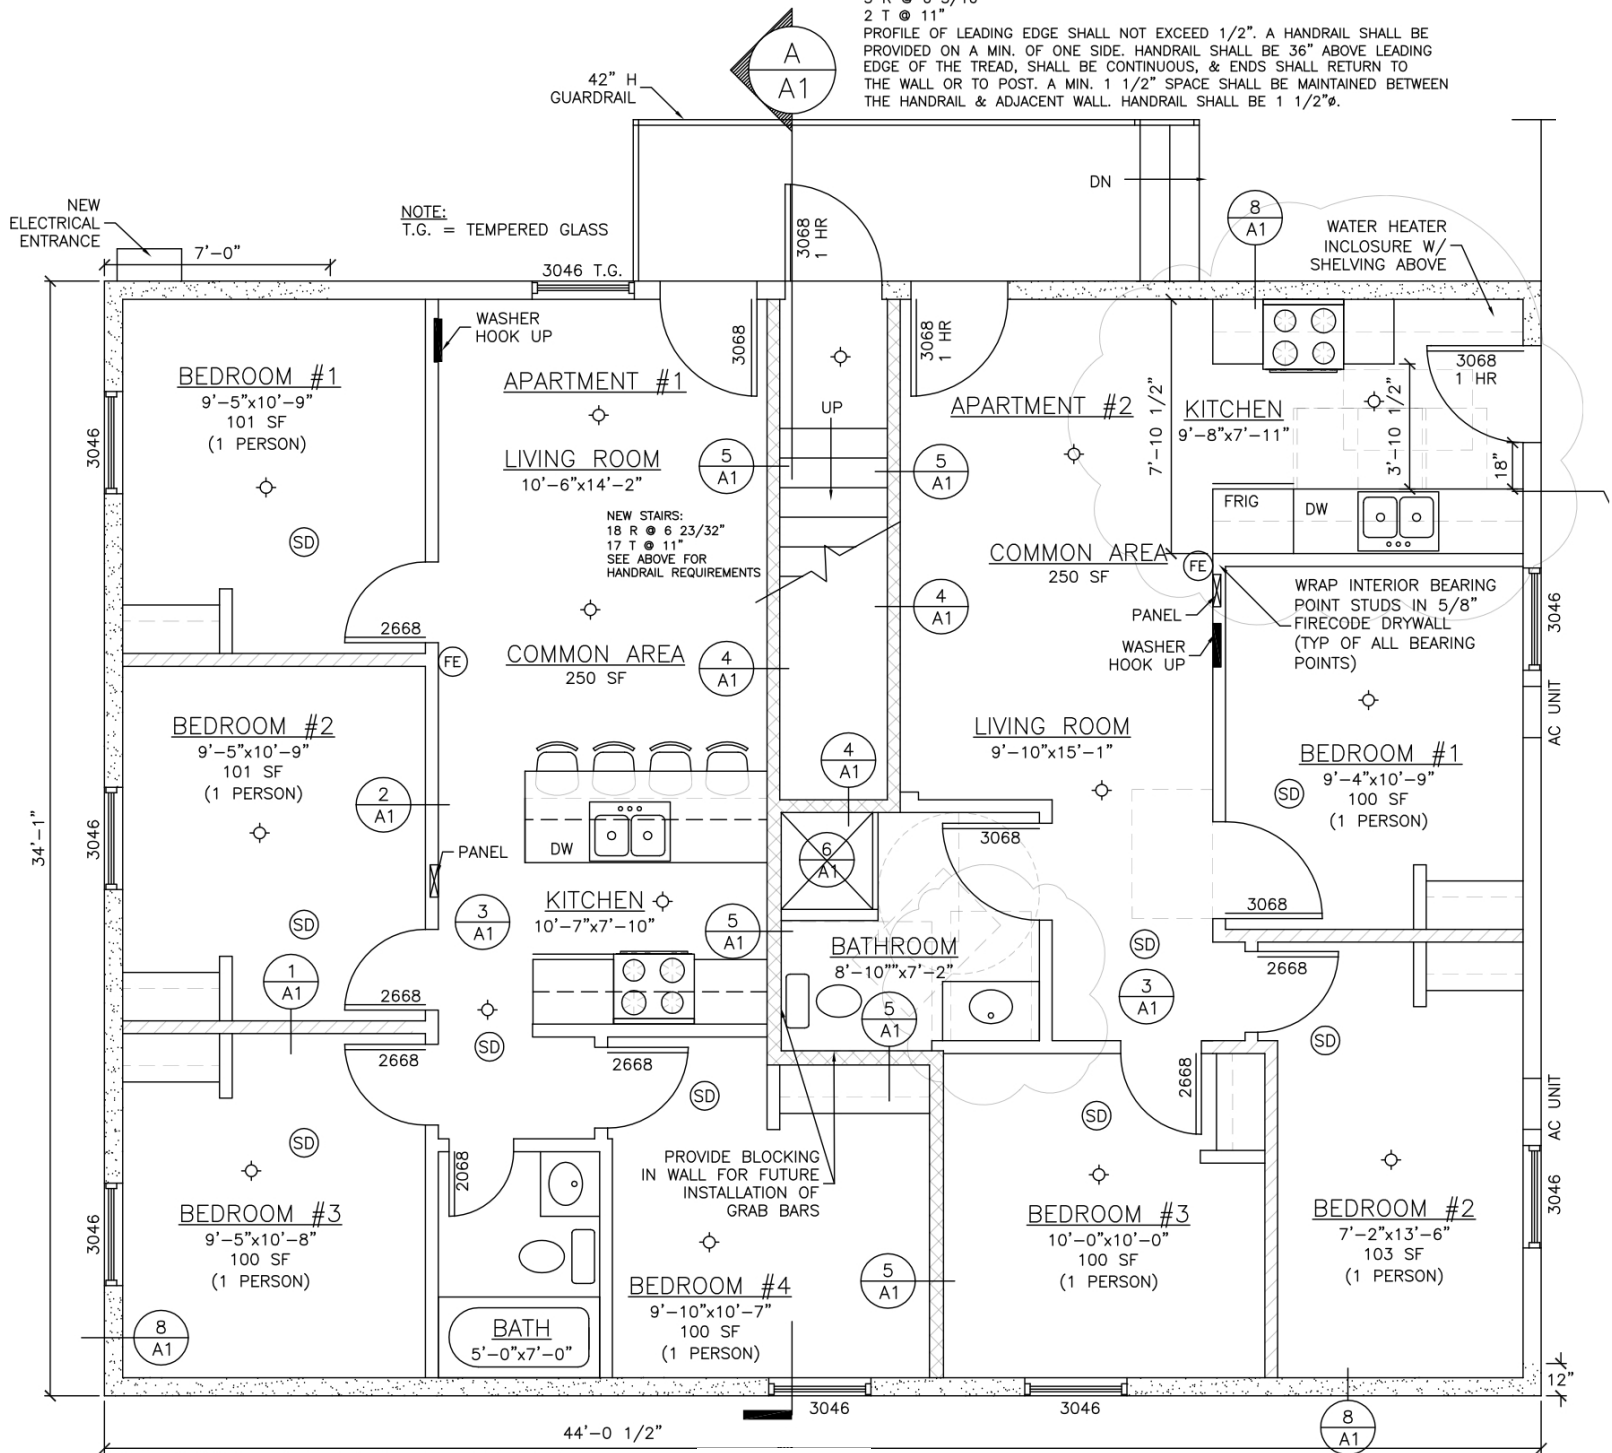 2 T @ 11"
PROFILE OF LEADING EDGE SHALL NOT EXCEED 1/2". A HANDRAIL SHALL BE
PROVIDED ON A MIN. OF ONE SIDE. HANDRAIL SHALL BE 36" ABOVE LEADING
EDGE OF THE TREAD, SHALL BE CONTINUOUS, & ENDS SHALL RETURN TO
THE WALL OR TO POST. A MIN. 1 1/2" SPACE SHALL BE MAINTAINED BETWEEN
THE HANDRAIL & ADJACENT WALL. HANDRAIL SHALL BE 1 1/2"ø.
A
A1
42" H
GUARDRAIL
DN
NEW
ELECTRICAL
ENTRANCE
7'-0"
NOTE:
T.G. = TEMPERED GLASS
3046 T.G.
3068
1 HR
8
A1
WATER HEATER
INCLOSURE W/
SHELVING ABOVE
WASHER
HOOK UP
3068
3068
1 HR
3068
1 HR
BEDROOM #1
9'-5"x10'-9"
101 SF
(1 PERSON)
3046
SD
APARTMENT #1
LIVING ROOM
10'-6"x14'-2"
NEW STAIRS:
18 R @ 6 23/32"
17 T @ 11"
SEE ABOVE FOR
HANDRAIL REQUIREMENTS
UP
5
A1
5
A1
APARTMENT #2
7'-10 1/2"
KITCHEN
9'-8"x7'-11"
3'-10 1/2"
18"
FRIG
DW
COMMON AREA
250 SF
FE
4
A1
PANEL
WASHER
HOOK UP
WRAP INTERIOR BEARING
POINT STUDS IN 5/8"
FIRECODE DRYWALL
(TYP OF ALL BEARING
POINTS)
3046
AC UNIT
2668
FE
COMMON AREA
250 SF
4
A1
BEDROOM #2
9'-5"x10'-9"
101 SF
(1 PERSON)
3046
34'-1"
2
A1
SD
PANEL
DW
4
A1
6
A1
LIVING ROOM
9'-10"x15'-1"
3068
BEDROOM #1
9'-4"x10'-9"
100 SF
(1 PERSON)
SD
3068
KITCHEN
10'-7"x7'-10"
3
A1
5
A1
BATHROOM
8'-10""x7'-2"
5
A1
SD
3
A1
2668
SD
1
A1
2668
2668
SD
2668
SD
SD
2668
SD
AC UNIT
2068
PROVIDE BLOCKING
IN WALL FOR FUTURE
INSTALLATION OF
GRAB BARS
BEDROOM #3
9'-5"x10'-8"
100 SF
(1 PERSON)
3046
BEDROOM #4
9'-10"x10'-7"
100 SF
(1 PERSON)
5
A1
BEDROOM #3
10'-0"x10'-0"
100 SF
(1 PERSON)
BEDROOM #2
7'-2"x13'-6"
103 SF
(1 PERSON)
3046
8
A1
BATH
5'-0"x7'-0"
12"
3046
3046
8
A1
44'-0 1/2"